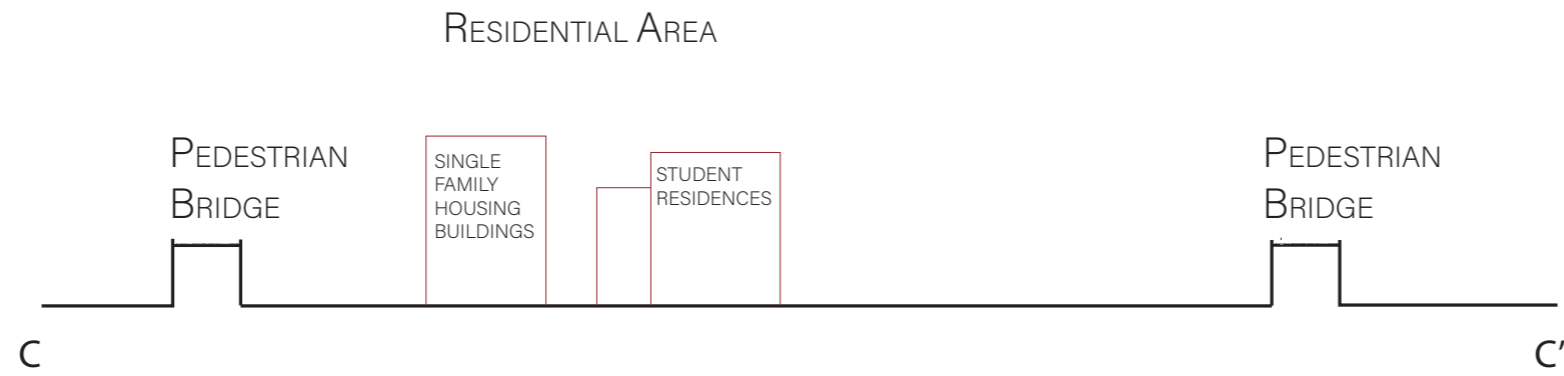 RESIDENTIAL AREA
PEDESTRIAN
BRIDGE
SINGLE
FAMILY
HOUSING
BUILDINGS
STUDENT
RESIDENCES
PEDESTRIAN
BRIDGE
C
C'